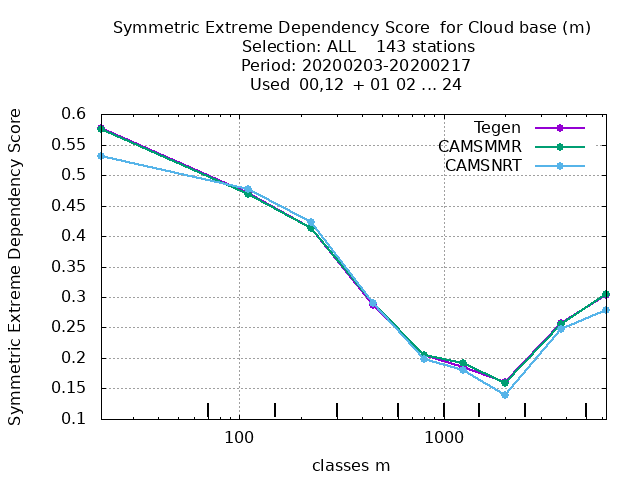 Symmetric Extreme Dependency Score  for Cloud base (m)
Selection: ALL    143 stations
Period: 20200203-20200217
Used  00,12  + 01 02 ... 24
Symmetric Extreme Dependency Score
0.6
0.55
0.5
0.45
0.4
0.35
0.3
0.25
0.2
0.15
0.1
Tegen
CAMSMMR
CAMSNRT
100
1000
classes m